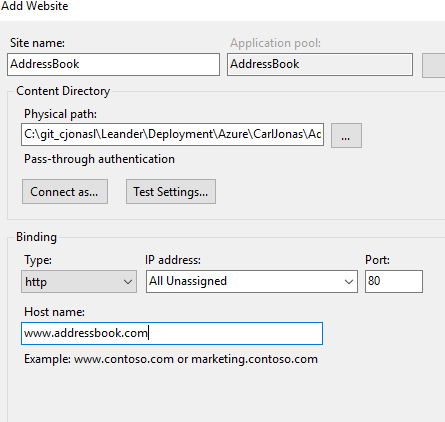 Add Website
Site name: Application pool:
AddressBook AddressBook
Content Directory
Physical path:
C:\git_cjonasl\Leander\Deployment\Azure\CarlJonas\Ac ...
Pass-through authentication
Connect as... Test Settings...
Binding
Type: IP address: Port:
http All Unassigned 80
Host name:
www.addressbook.com
Example: www.contoso.com or marketing.contoso.com